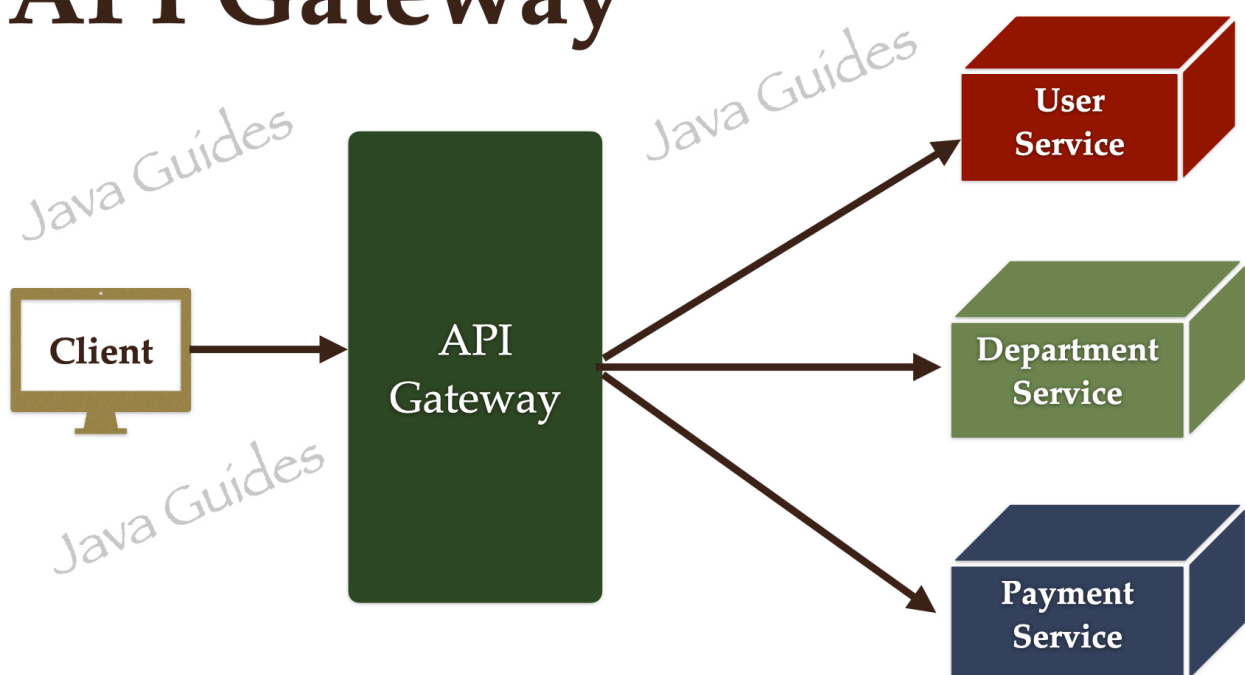 API Gateway
Java Guides
Java Guides
User
Service
Client
API
Gateway
Department
Service
Java Guides
Payment
Service